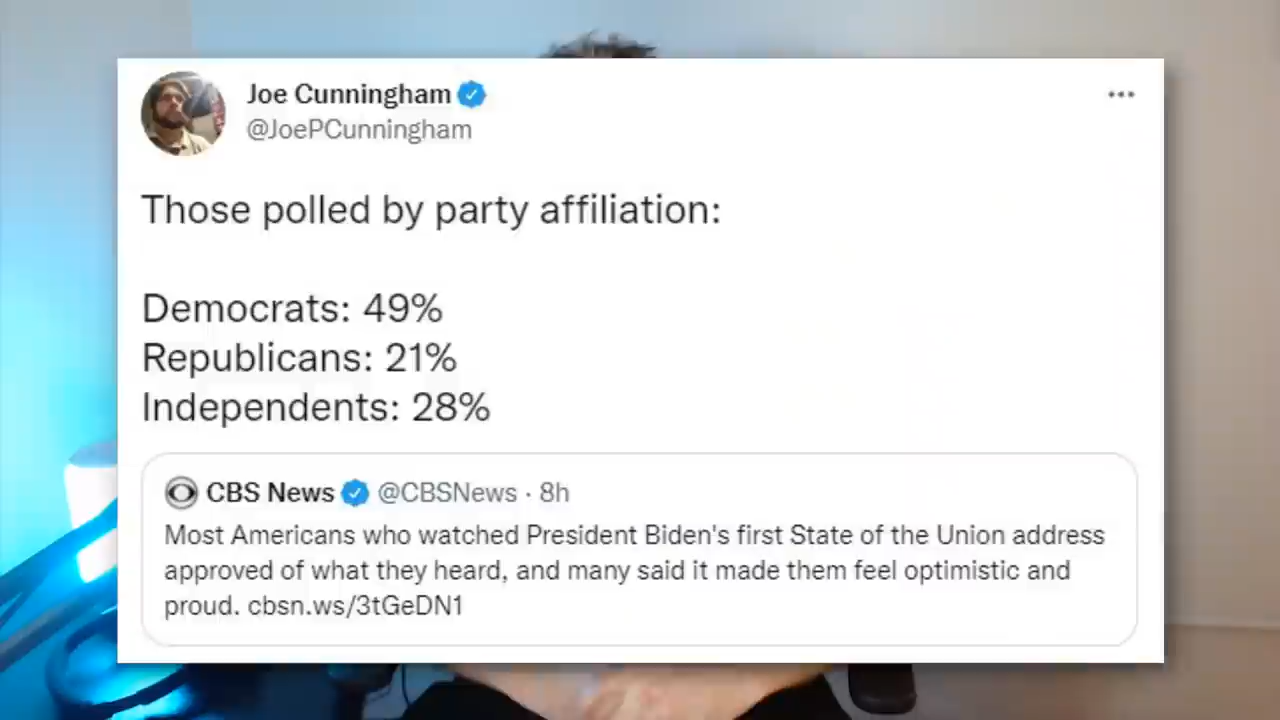 Joe Cunningham
@JoePCunningham
Those polled by party affiliation:
Democrats: 49%
Republicans: 21%
Independents: 28%
CBS News @CBSNews · 8h
Most Americans who watched President Biden's first State of the Union address
approved of what they heard, and many said it made them feel optimistic and
proud. cbsn.ws/3tGeDN1